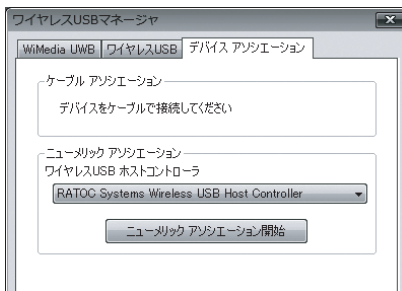 ワイヤレスUSBマネージャ
WiMedia UWB ワイヤレスUSB デバイス アソシエーション
ケーブル アソシエーション
デバイスをケーブルで接続してください
ニューメリック アソシエーション
ワイヤレスUSB ホストコントローラ
RATOC Systems Wireless USB Host Controller
ニューメリック アソシエーション開始